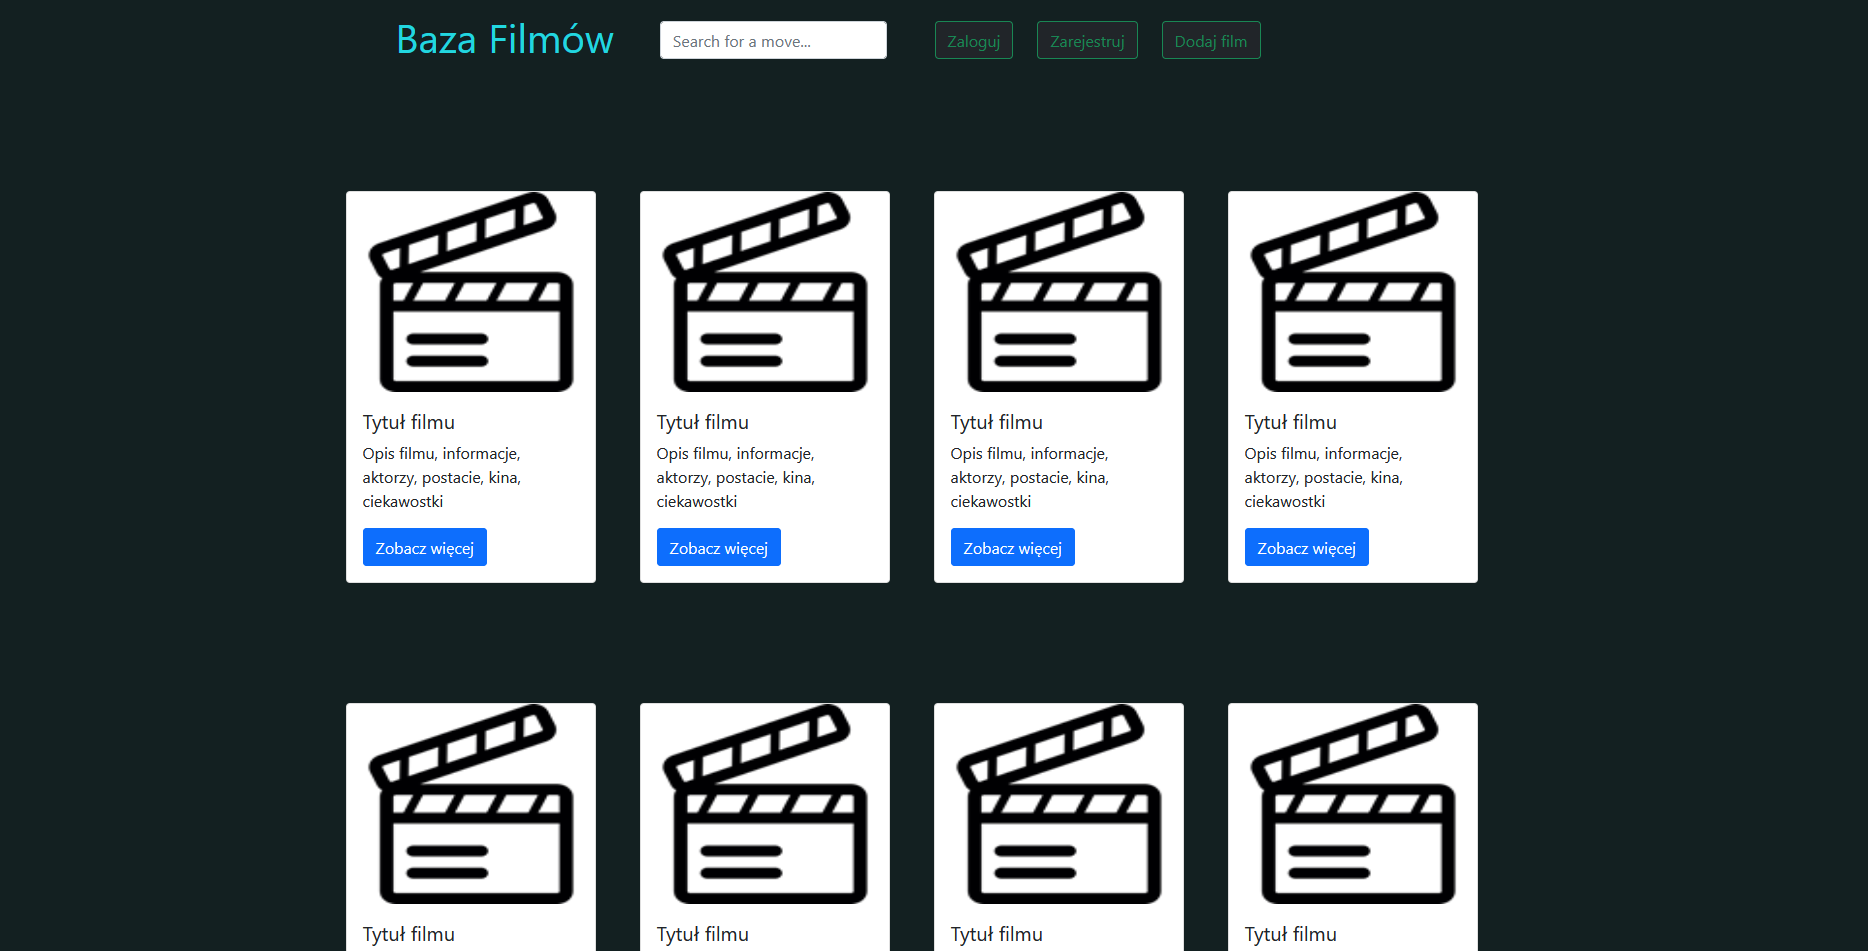 Baza Filmów
Search for a move...
Zaloguj
Zarejestruj
Dodaj film
Tytuł filmu
Opis filmu, informacje,
aktorzy, postacie, kina,
ciekawostki
Zobacz więcej
Tytuł filmu
Opis filmu, informacje,
aktorzy, postacie, kina,
ciekawostki
Zobacz więcej
Tytuł filmu
Opis filmu, informacje,
aktorzy, postacie, kina,
ciekawostki
Zobacz więcej
Tytuł filmu
Opis filmu, informacje,
aktorzy, postacie, kina,
ciekawostki
Zobacz więcej
Tytuł filmu
Tytuł filmu
Tytuł filmu
Tytuł filmu